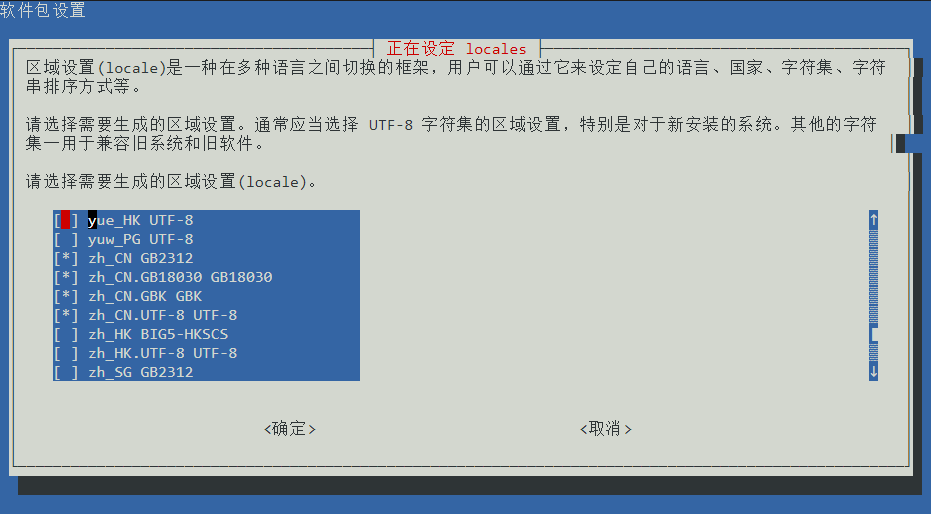 软件包设置
正在设定 locales
区域设置(locale)是一种在多种语言之间切换的框架，用户可以通过它来设定自己的语言、国家、字符集、字符
串排序方式等。
请选择需要生成的区域设置。通常应当选择 UTF-8 字符集的区域设置，特别是对于新安装的系统。其他的字符
集一用于兼容旧系统和旧软件。
请选择需要生成的区域设置(locale)。
[ ] yue_HK UTF-8
[ ] yuw_PG UTF-8
[*] zh_CN GB2312
[*] zh_CN.GB18030 GB18030
[*] zh_CN.GBK GBK
[*] zh_CN.UTF-8 UTF-8
[ ] zh_HK BIG5-HKSCS
[ ] zh_HK.UTF-8 UTF-8
[ ] zh_SG GB2312
<确定> <取消>